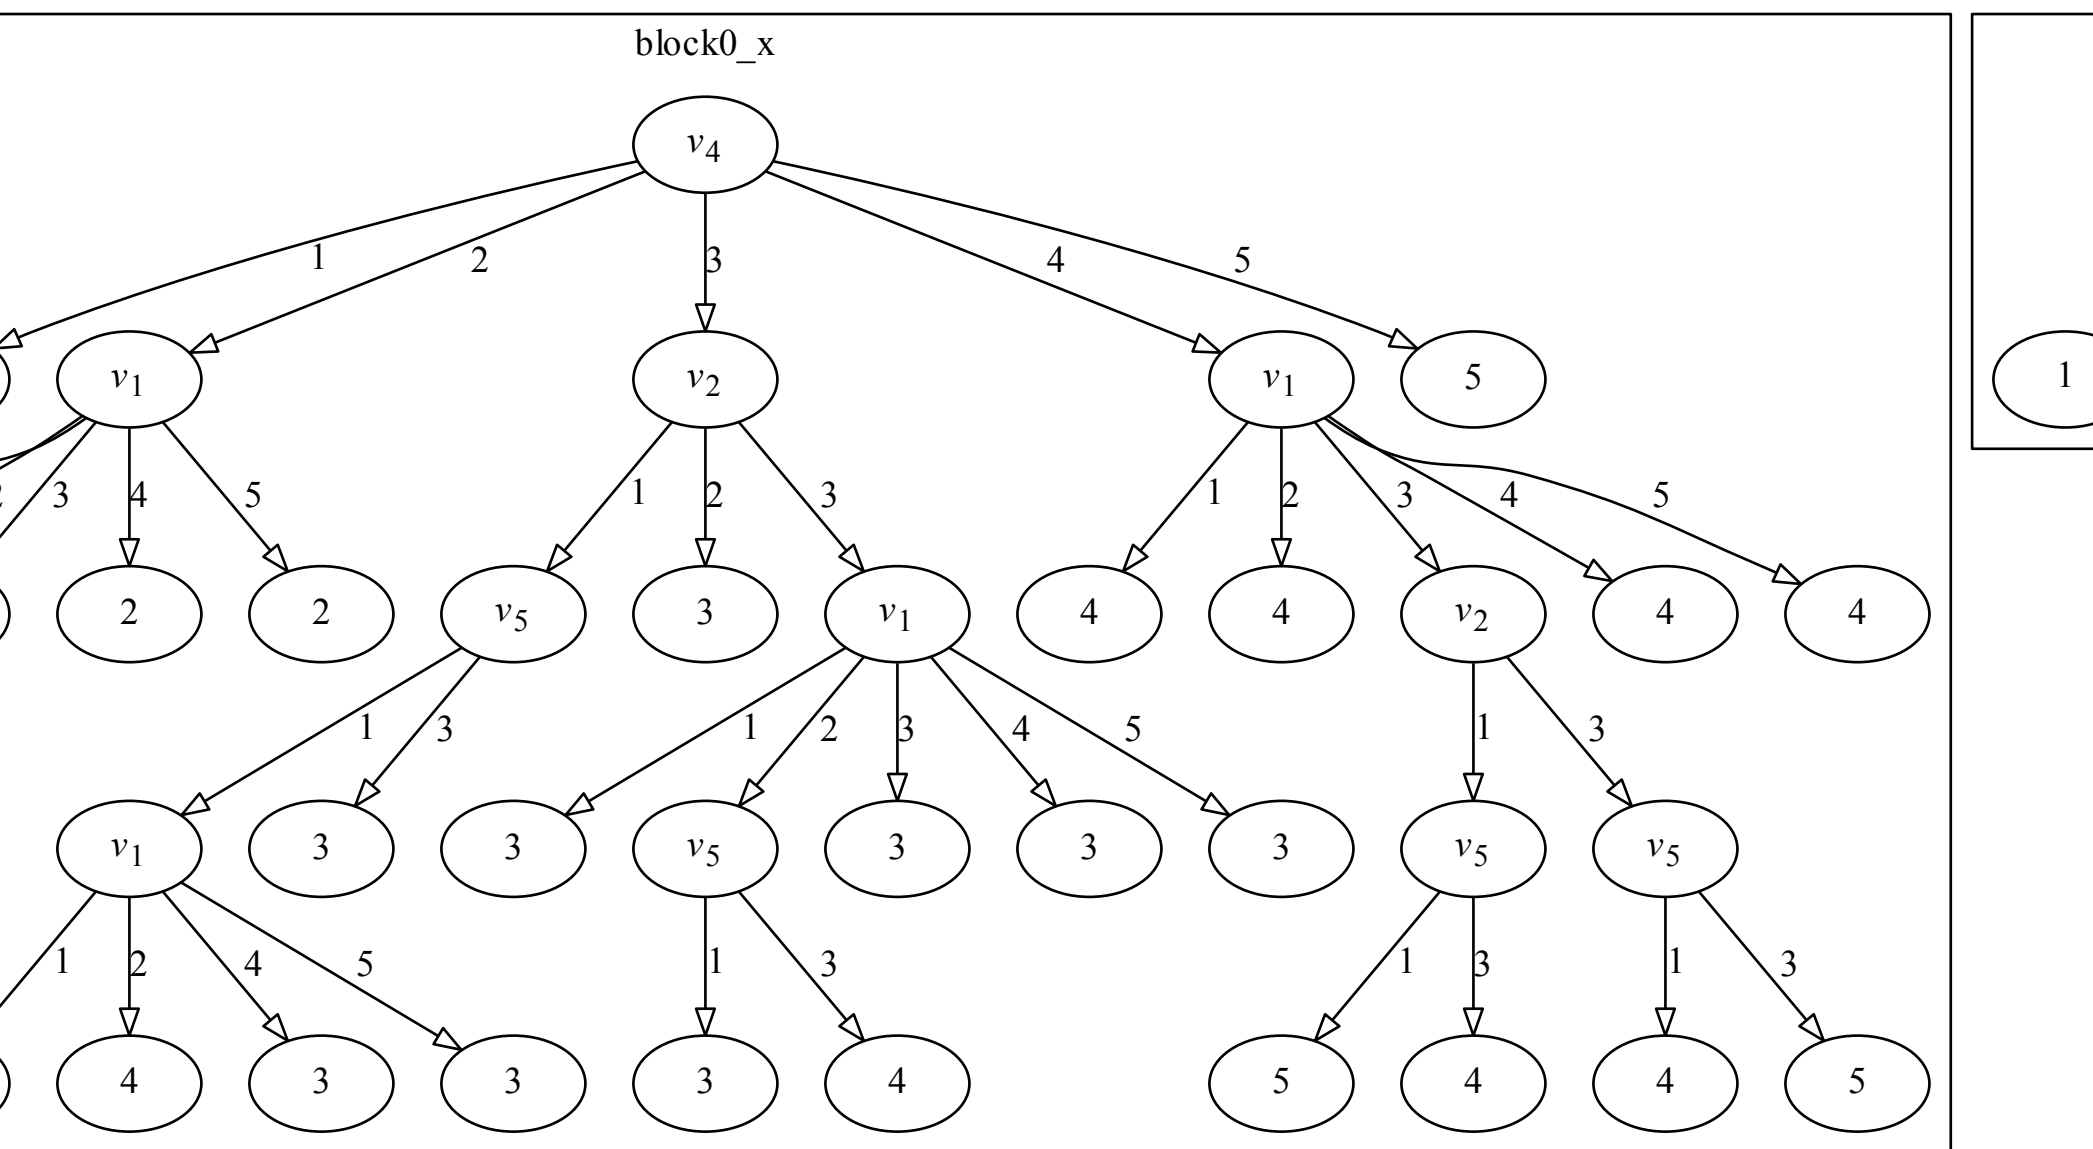 block0_x
v4
1 2 3 4 5
v1 v2 v1 5 1
3 4 5 1 2 3 1 2 3 4 5
2 2 v5 3 v1 4 4 v2 4 4
1 3 1 2 3 4 5 1 3
v1 3 3 v5 3 3 3 v5 v5
1 2 4 5 1 3 1 3 1 3
4 3 3 3 4 5 4 4 5